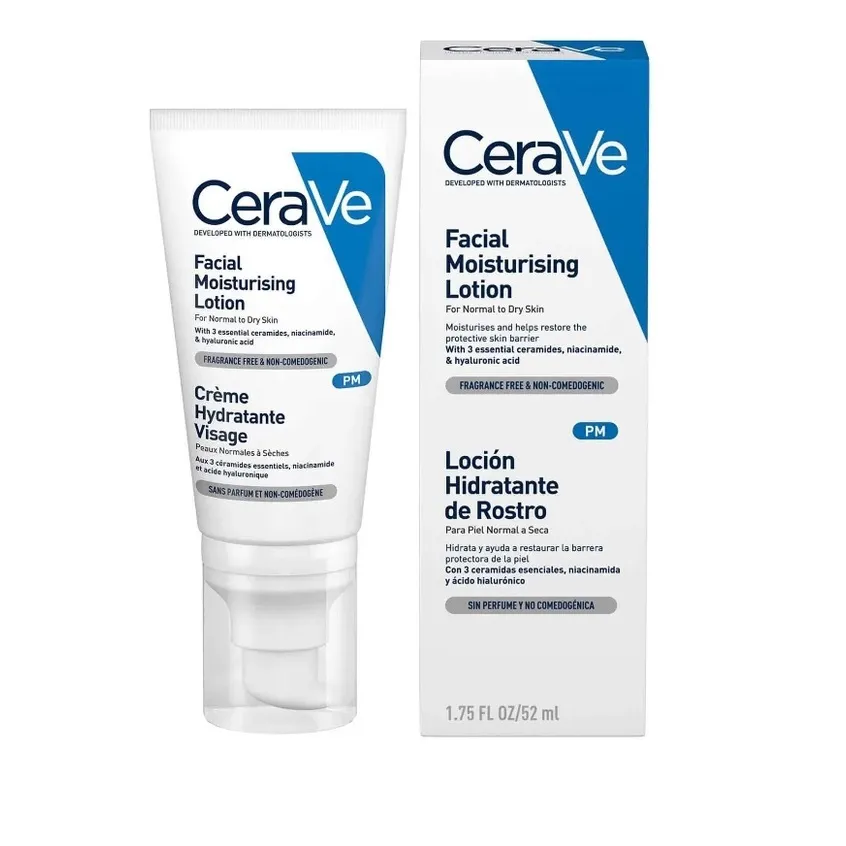 CeraVe
DEVELOPED WITH DERMATOLOGISTS
Facial
Moisturising
Lotion
For Normal to Dry Skin
With 3 essential ceramides, niacinamide,
& hyaluronic acid
FRAGRANCE FREE & NON-COMEDOGENIC
PM
Crème
Hydratante
Visage
Peaux Normales à Sèches
Aux 3 céramides essentiels, niacinamide
et acide hyaluronique
SANS PARFUM ET NON-COMÉDOGÈNE
CeraVe
CeraVe
DEVELOPED WITH DERMATOLOGISTS
Facial
Moisturising
Lotion
For Normal to Dry Skin
Moisturises and helps restore the
protective skin barrier
With 3 essential ceramides, niacinamide,
& hyaluronic acid
FRAGRANCE FREE & NON-COMEDOGENIC
PM
Loción
Hidratante
de Rostro
Para Piel Normal a Seca
Hidrata y ayuda a restaurar la barrera
protectora de la piel
Con 3 ceramidas esenciales, niacinamida
y ácido hialurónico
SIN PERFUME Y NO COMEDOGÉNICA
1.75 FL OZ/52 ml